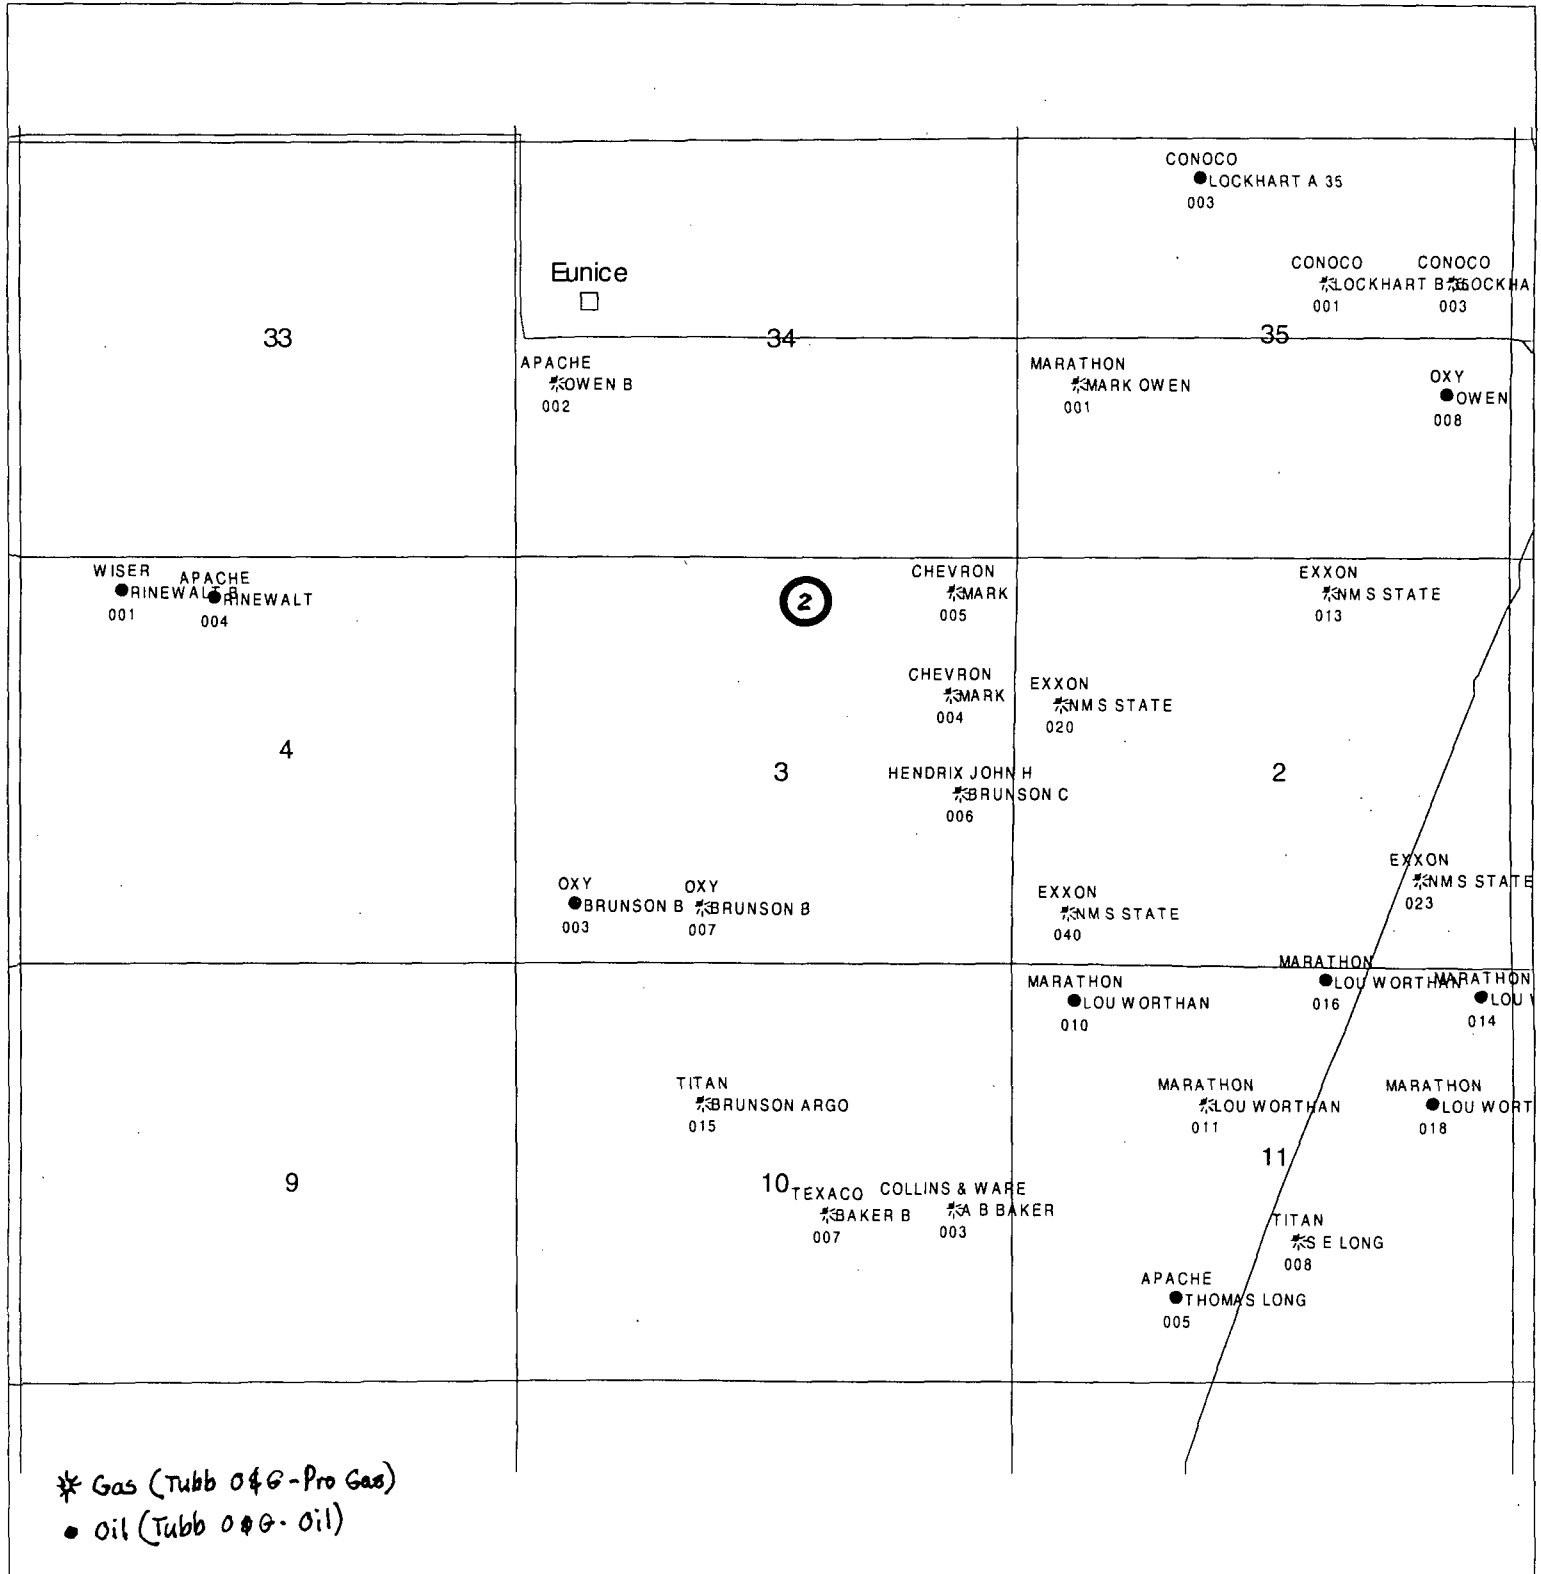 CONOCO
LOCKHART A 35
003
Eunice
CONOCO
LOCKHART B
001
CONOCO
LOCKHA
003
33
34
35
APACHE
OWEN B
002
MARATHON
MARK OWEN
001
OXY
OWEN
008
WISER
RINEWALT B
001
APACHE
RINEWALT
004
2
CHEVRON
MARK
005
EXXON
NM S STATE
013
CHEVRON
MARK
004
EXXON
NM S STATE
020
4
3
2
HENDRIX JOHN H
BRUNSON C
006
OXY
BRUNSON B
003
OXY
BRUNSON B
007
EXXON
NM S STATE
040
EXXON
NM S STATE
023
MARATHON
LOU WORTHAN
010
MARATHON
LOU WORTHAN
016
MARATHON
LOU
014
TITAN
BRUNSON ARGO
015
MARATHON
LOU WORTHAN
011
MARATHON
LOU WORT
018
9
10
11
TEXACO
BAKER B
007
COLLINS & WARE
A B BAKER
003
TITAN
S E LONG
008
APACHE
THOMAS LONG
005
Gas (Tubb O&G - Pro Gas)
Oil (Tubb O&G - Oil)